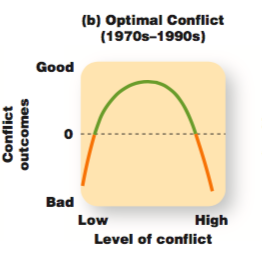 (b) Optimal Conflict
(1970s–1990s)
Good
Conflict
outcomes
0
Bad
Low
High
Level of conflict